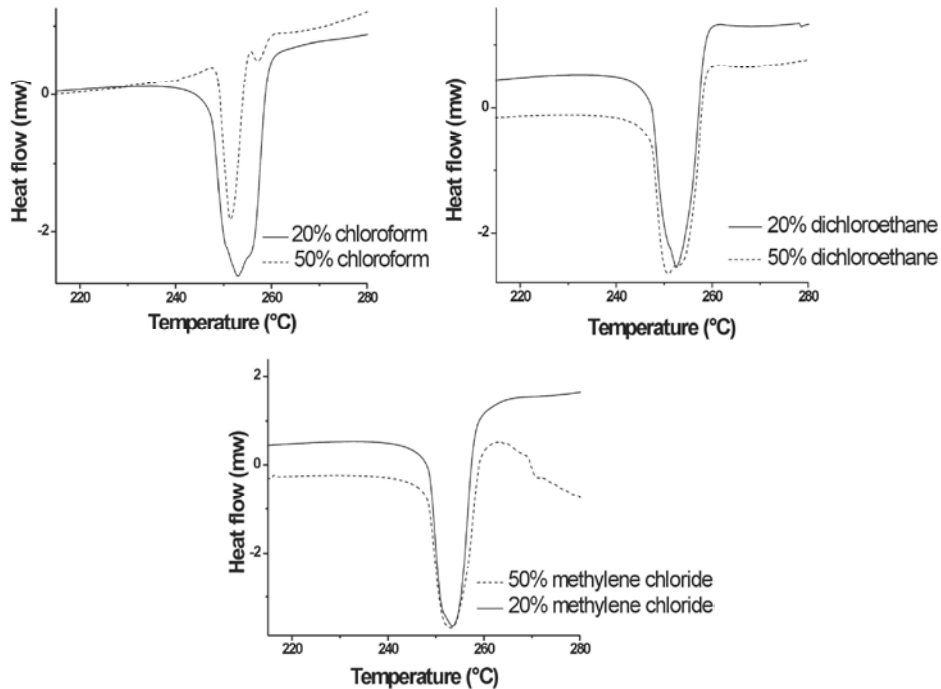 Heat flow (mw)
0
-2
20% chloroform
50% chloroform
220
240
260
280
Temperature (°C)
Heat flow (mw)
0
-2
20% dichloroethane
50% dichloroethane
220
240
260
280
Temperature (°C)
Heat flow (mw)
2
0
-2
50% methylene chloride
20% methylene chloride
220
240
260
280
Temperature (°C)